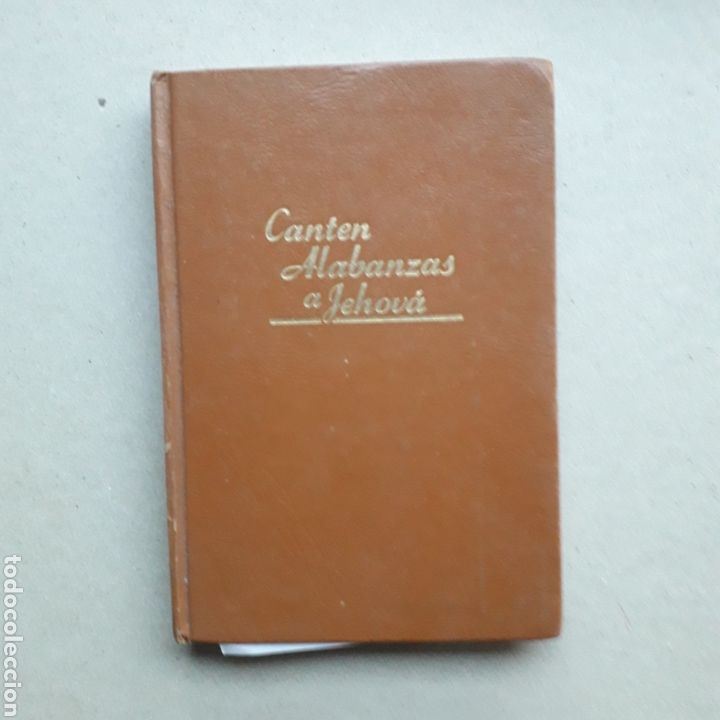 Canten
Alabanzas
a Jehová
todocoleccion